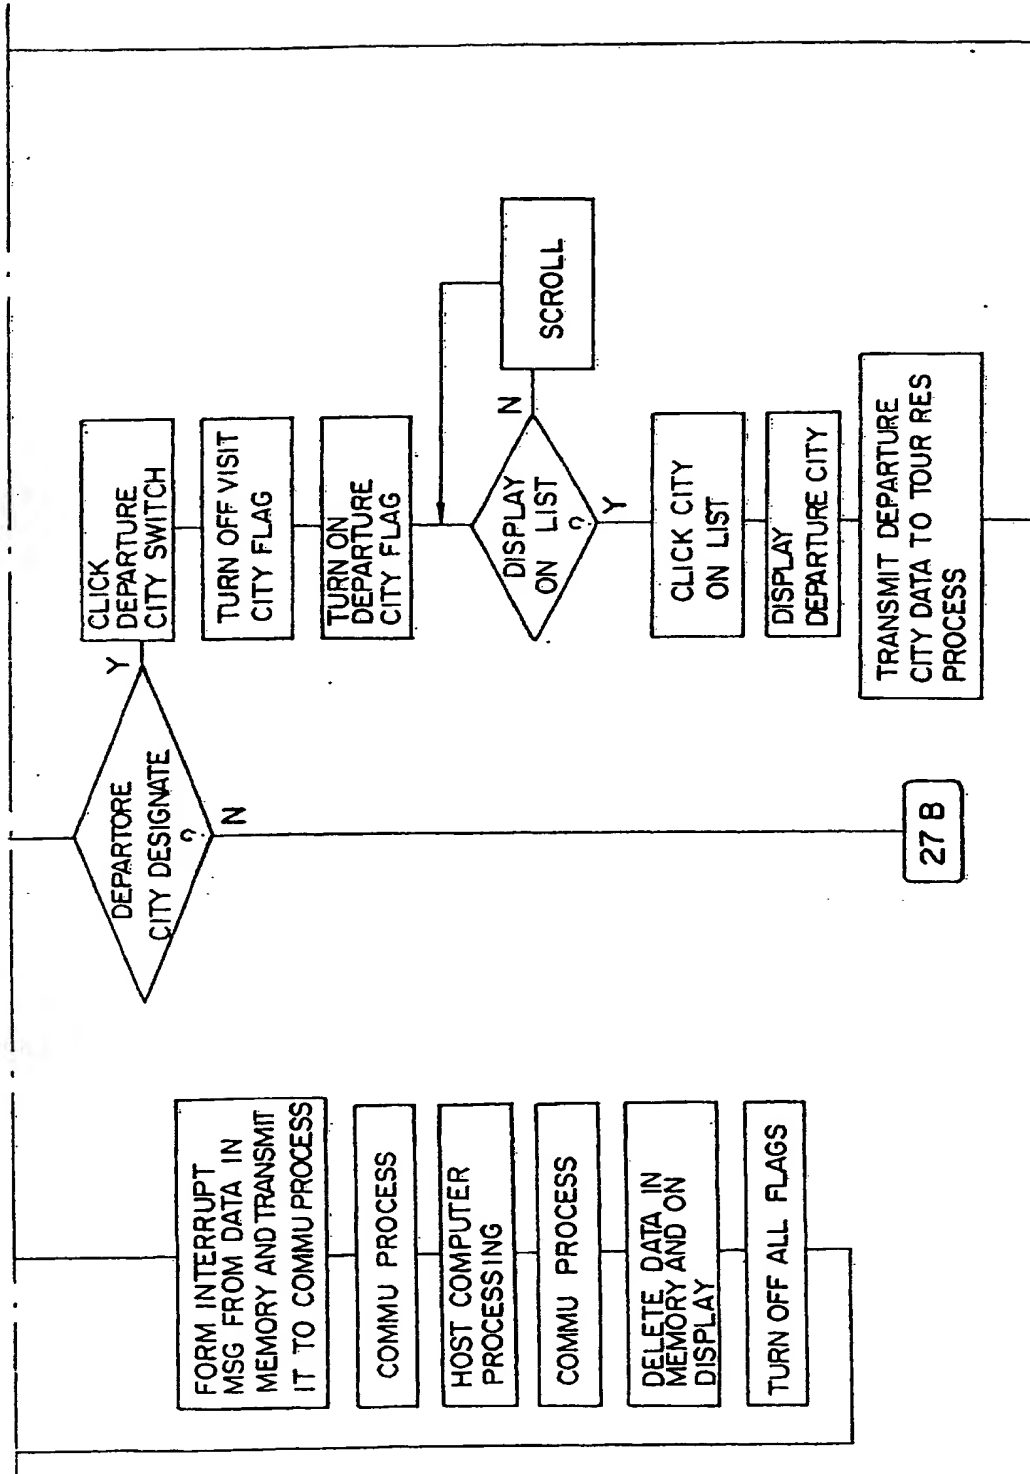 FORM INTERRUPT
MSG FROM DATA IN
MEMORY AND TRANSMIT
IT TO COMMU PROCESS
COMMU PROCESS
HOST COMPUTER
PROCESSING
COMMU PROCESS
DELETE DATA IN
MEMORY AND ON
DISPLAY
TURN OFF ALL FLAGS
DEPARTORE
CITY DESIGNATE
?
Y
N
27 B
CLICK
DEPARTURE
CITY SWITCH
TURN OFF VISIT
CITY FLAG
TURN ON
DEPARTURE
CITY FLAG
DISPLAY
ON LIST
?
N
Y
SCROLL
CLICK CITY
ON LIST
DISPLAY
DEPARTURE CITY
TRANSMIT DEPARTURE
CITY DATA TO TOUR RES
PROCESS